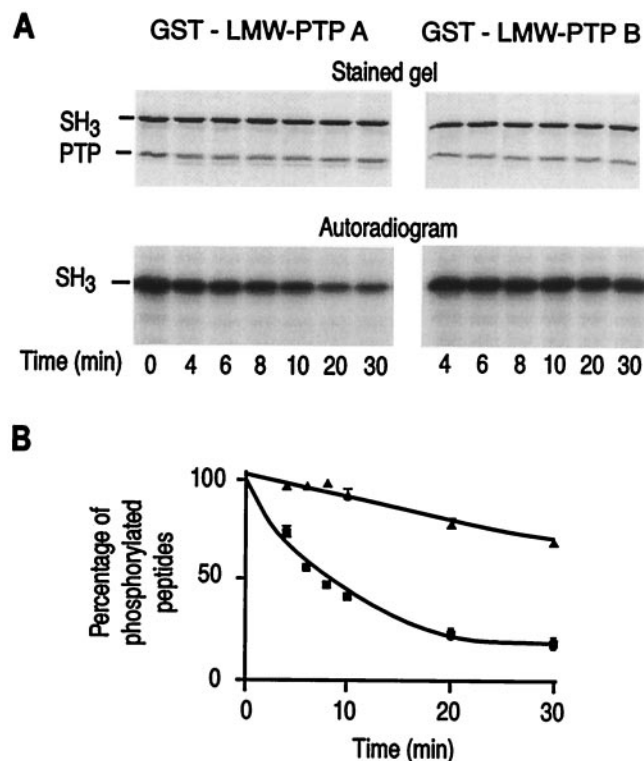 A
GST - LMW-PTP A GST - LMW-PTP B
Stained gel
SH3
PTP
Autoradiogram
SH3
Time (min) 0 4 6 8 10 20 30 4 6 8 10 20 30
B
Percentage of
phosphorylated
peptides
100
50
0
0 10 20 30
Time (min)